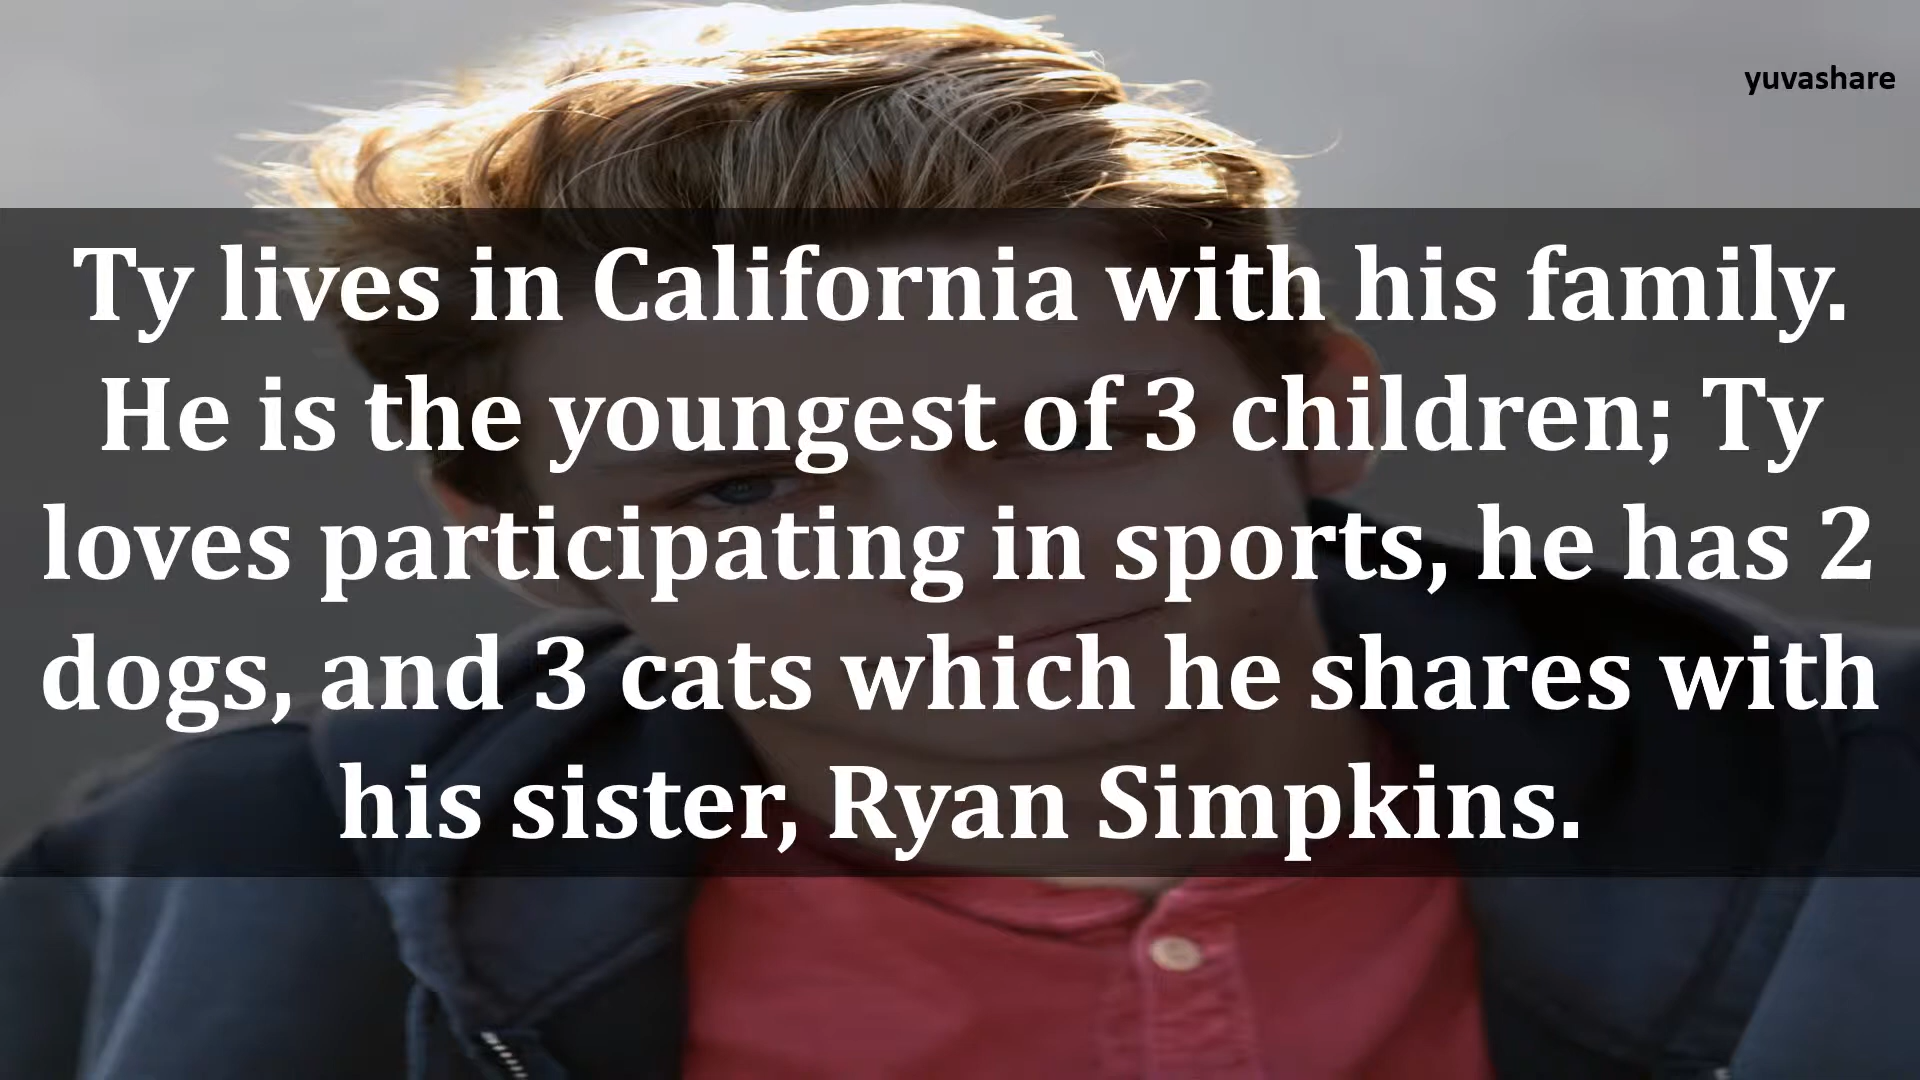 yuvashare
Ty lives in California with his family.
He is the youngest of 3 children; Ty
loves participating in sports, he has 2
dogs, and 3 cats which he shares with
his sister, Ryan Simpkins.